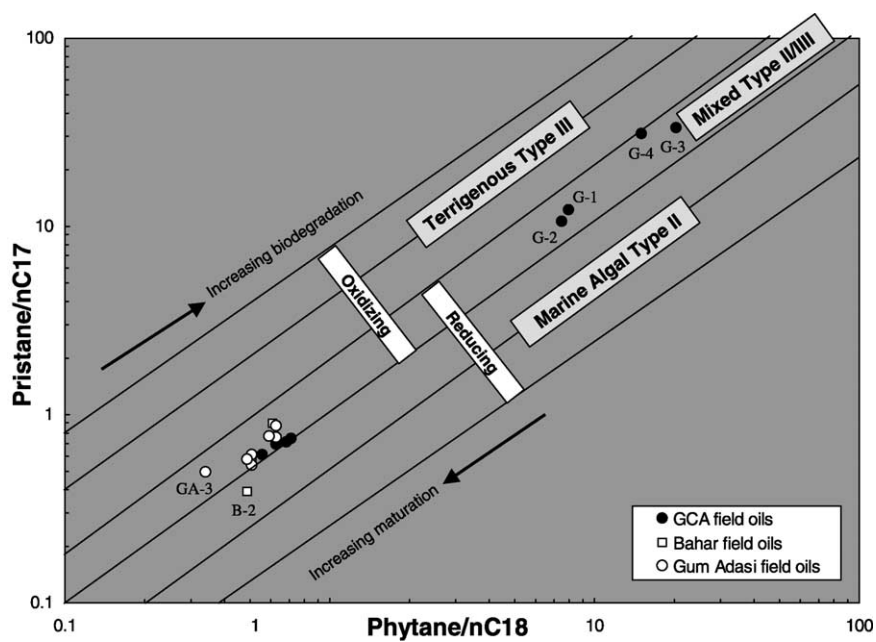 100
Mixed Type II/IIII
Terrigenous Type III
G-4
G-3
Increasing biodegradation
G-1
10
G-2
Marine Algal Type II
Oxidizing
Reducing
Pristane/nC17
1
GA-3
B-2
Increasing maturation
GCA field oils
Bahar field oils
Gum Adasi field oils
0.1
0.1
1
10
100
Phytane/nC18